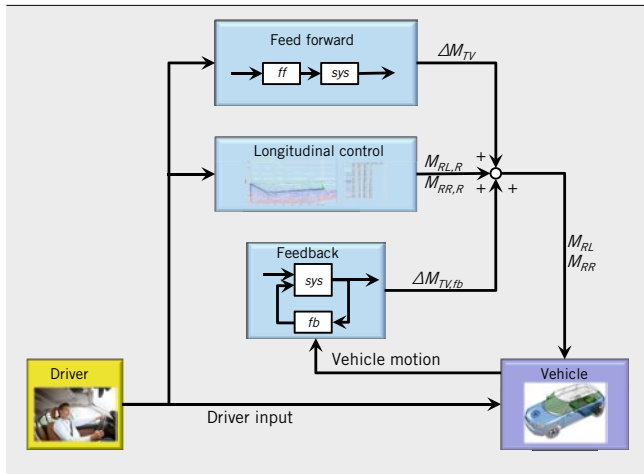 Feed forward
ff
sys
ΔM_TV
Longitudinal control
M_RL,R
M_RR,R
+
+
+
Feedback
sys
fb
ΔM_TV,fb
M_RL
M_RR
Vehicle motion
Driver
Driver input
Vehicle